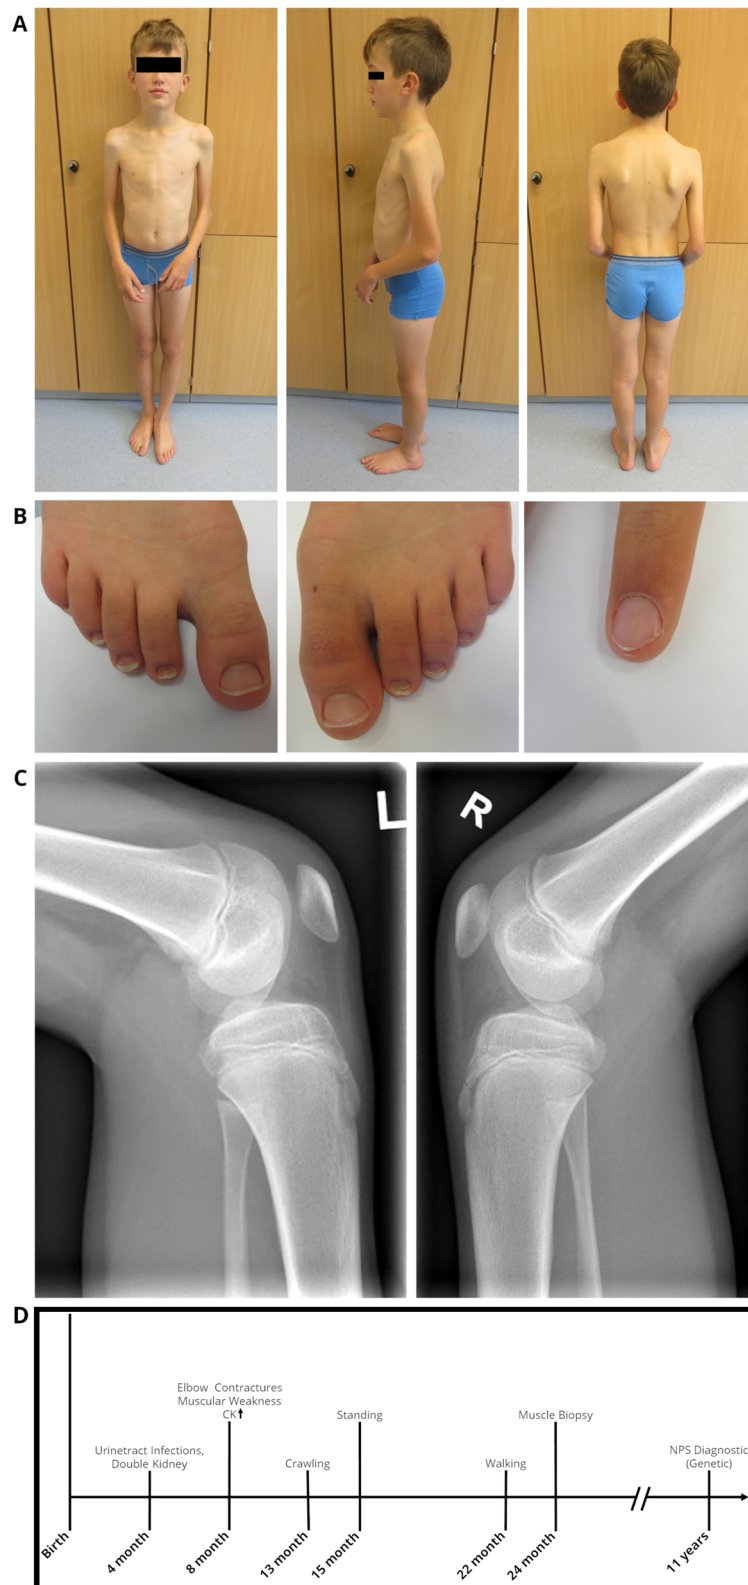 A
B
C
L
R
D
Elbow Contractures
Muscular Weakness
CK⬆
Standing
Muscle Biopsy
Urinetract Infections,
Double Kidney
Crawling
Walking
NPS Diagnostic
(Genetic)
Birth
4 month
8 month
13 month
15 month
22 month
24 month
11 years